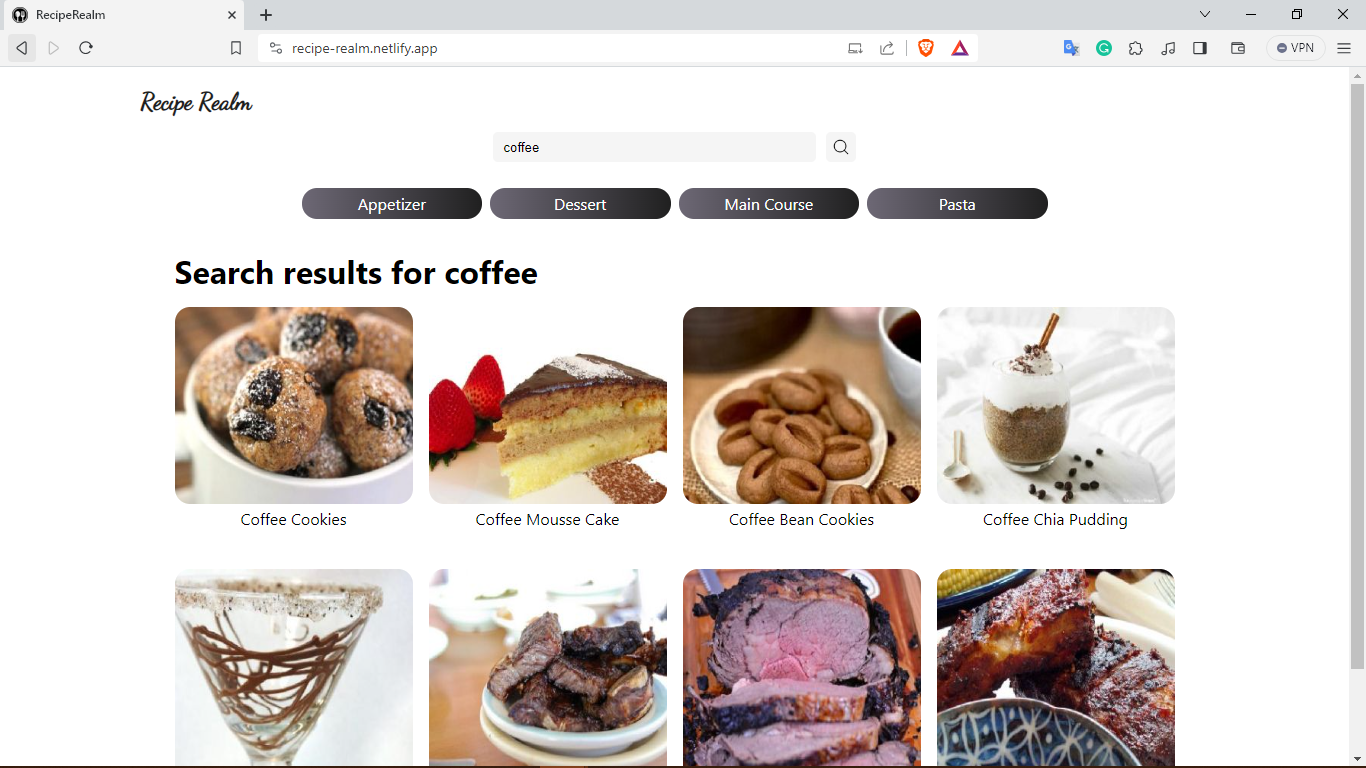 RecipeRealm
recipe-realm.netlify.app
VPN
Recipe Realm
coffee
Appetizer
Dessert
Main Course
Pasta
Search results for coffee
Coffee Cookies
Coffee Mousse Cake
Coffee Bean Cookies
Coffee Chia Pudding